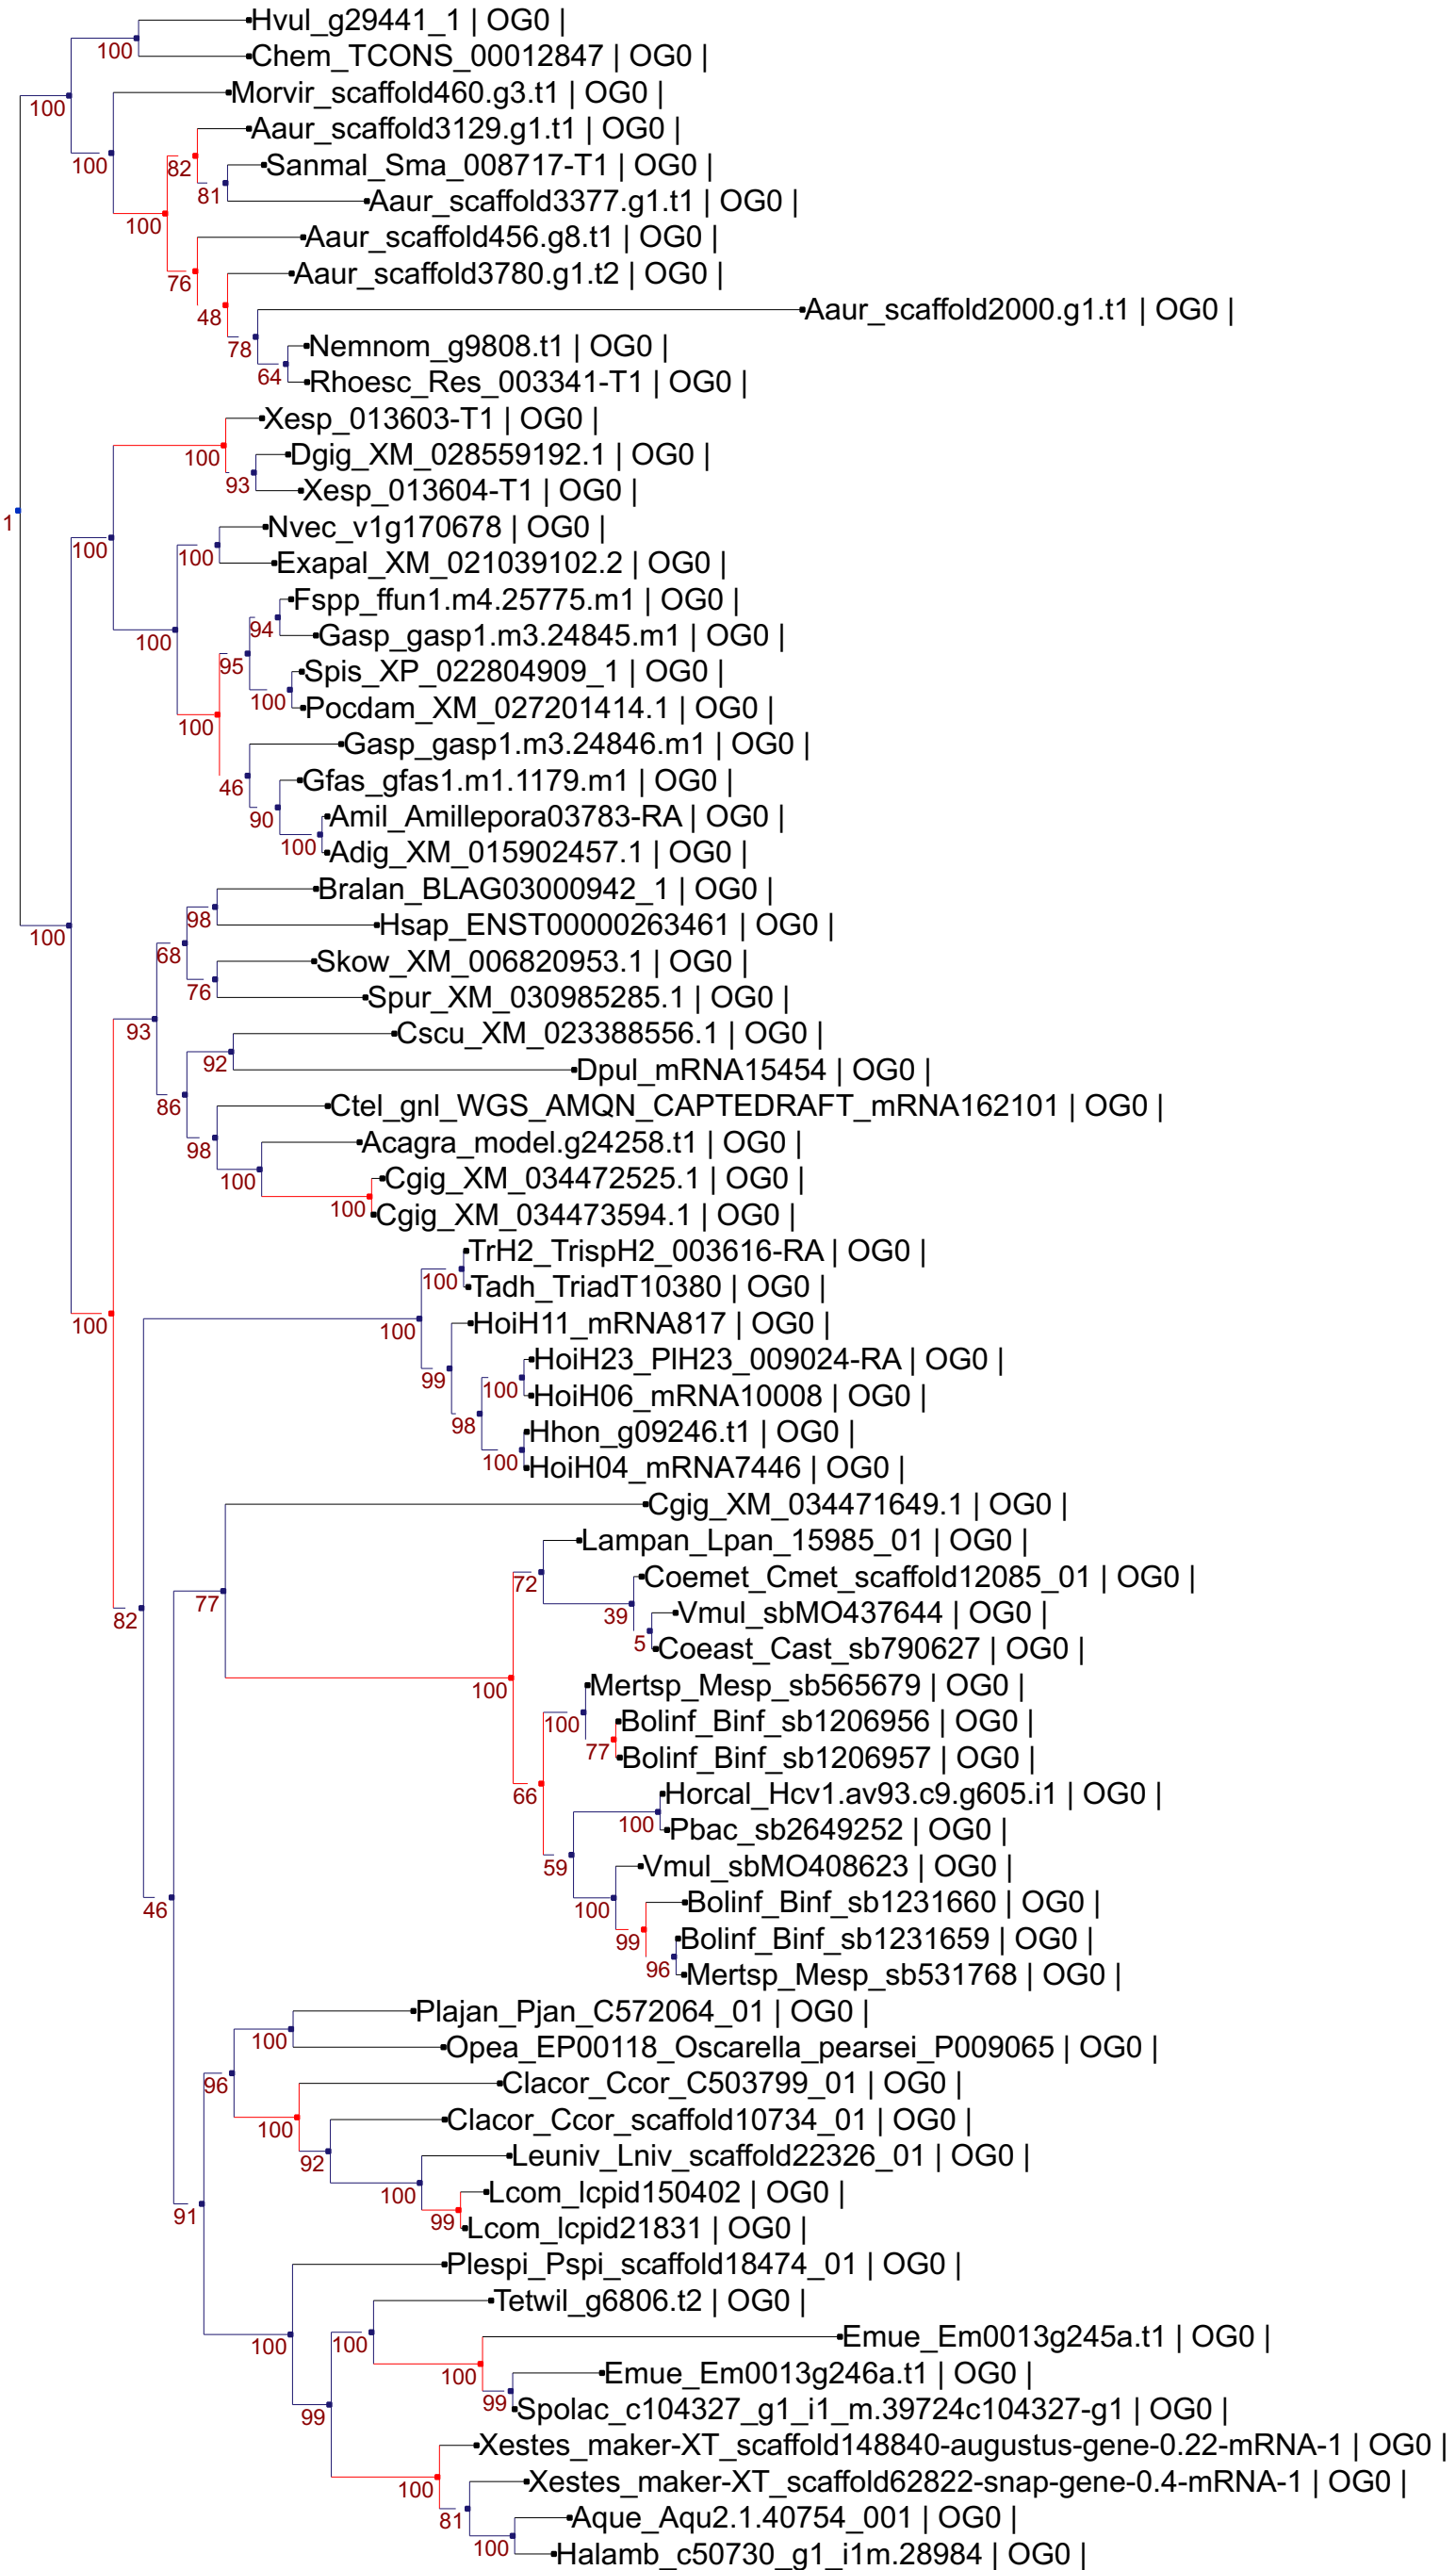 Hvul_g29441_1 | OG0 |
100
Chem_TCONS_00012847 | OG0 |
Morvir_scaffold460.g3.t1 | OG0 |
100
Aaur_scaffold3129.g1.t1 | OG0 |
100
82
Sanmal_Sma_008717-T1 | OG0 |
81
Aaur_scaffold3377.g1.t1 | OG0 |
100
Aaur_scaffold456.g8.t1 | OG0 |
76
Aaur_scaffold3780.g1.t2 | OG0 |
48
Aaur_scaffold2000.g1.t1 | OG0 |
78
Nemnom_g9808.t1 | OG0 |
64
Rhoesc_Res_003341-T1 | OG0 |
Xesp_013603-T1 | OG0 |
100
Dgig_XM_028559192.1 | OG0 |
93
Xesp_013604-T1 | OG0 |
1
Nvec_v1g170678 | OG0 |
100
100
Exapal_XM_021039102.2 | OG0 |
Fspp_ffun1.m4.25775.m1 | OG0 |
94
100
Gasp_gasp1.m3.24845.m1 | OG0 |
95
Spis_XP_022804909_1 | OG0 |
100
Pocdam_XM_027201414.1 | OG0 |
100
Gasp_gasp1.m3.24846.m1 | OG0 |
46
Gfas_gfas1.m1.1179.m1 | OG0 |
90
Amil_Amillepora03783-RA | OG0 |
100
Adig_XM_015902457.1 | OG0 |
Bralan_BLAG03000942_1 | OG0 |
98
Hsap_ENST00000263461 | OG0 |
100
68
Skow_XM_006820953.1 | OG0 |
76
Spur_XM_030985285.1 | OG0 |
93
Cscu_XM_023388556.1 | OG0 |
92
Dpul_mRNA15454 | OG0 |
86
Ctel_gnl_WGS_AMQN_CAPTEDRAFT_mRNA162101 | OG0 |
98
Acagra_model.g24258.t1 | OG0 |
100
Cgig_XM_034472525.1 | OG0 |
100
Cgig_XM_034473594.1 | OG0 |
TrH2_TrispH2_003616-RA | OG0 |
100
Tadh_TriadT10380 | OG0 |
100
100
HoiH11_mRNA817 | OG0 |
99
HoiH23_PlH23_009024-RA | OG0 |
100
HoiH06_mRNA10008 | OG0 |
98
Hhon_g09246.t1 | OG0 |
100
HoiH04_mRNA7446 | OG0 |
Cgig_XM_034471649.1 | OG0 |
Lampan_Lpan_15985_01 | OG0 |
72
Coemet_Cmet_scaffold12085_01 | OG0 |
82
77
39
Vmul_sbMO437644 | OG0 |
5
Coeast_Cast_sb790627 | OG0 |
100
Mertsp_Mesp_sb565679 | OG0 |
100
Bolinf_Binf_sb1206956 | OG0 |
77
Bolinf_Binf_sb1206957 | OG0 |
66
Horcal_Hcv1.av93.c9.g605.i1 | OG0 |
100
Pbac_sb2649252 | OG0 |
59
Vmul_sbMO408623 | OG0 |
46
100
Bolinf_Binf_sb1231660 | OG0 |
99
Bolinf_Binf_sb1231659 | OG0 |
96
Mertsp_Mesp_sb531768 | OG0 |
Plajan_Pjan_C572064_01 | OG0 |
100
Opea_EP00118_Oscarella_pearsei_P009065 | OG0 |
96
Clacor_Ccor_C503799_01 | OG0 |
100
Clacor_Ccor_scaffold10734_01 | OG0 |
92
Leuniv_Lniv_scaffold22326_01 | OG0 |
100
Lcom_lcpid150402 | OG0 |
91
99
Lcom_lcpid21831 | OG0 |
Plespi_Pspi_scaffold18474_01 | OG0 |
Tetwil_g6806.t2 | OG0 |
100
100
Emue_Em0013g245a.t1 | OG0 |
100
Emue_Em0013g246a.t1 | OG0 |
99
99
Spolac_c104327_g1_i1_m.39724c104327-g1 | OG0 |
Xestes_maker-XT_scaffold148840-augustus-gene-0.22-mRNA-1 | OG0 |
100
Xestes_maker-XT_scaffold62822-snap-gene-0.4-mRNA-1 | OG0 |
81
Aque_Aqu2.1.40754_001 | OG0 |
100
Halamb_c50730_g1_i1m.28984 | OG0 |